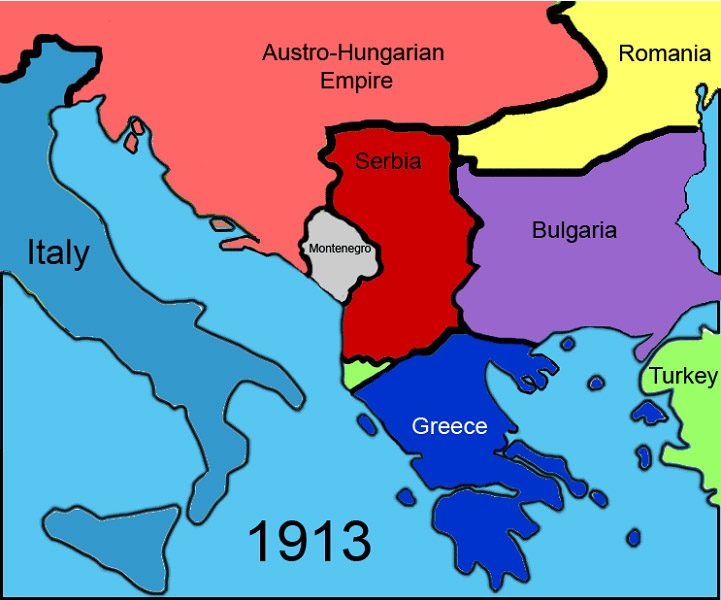 Austro-Hungarian
Empire
Romania
Serbia
Bulgaria
Montenegro
Italy
Turkey
Greece
1913